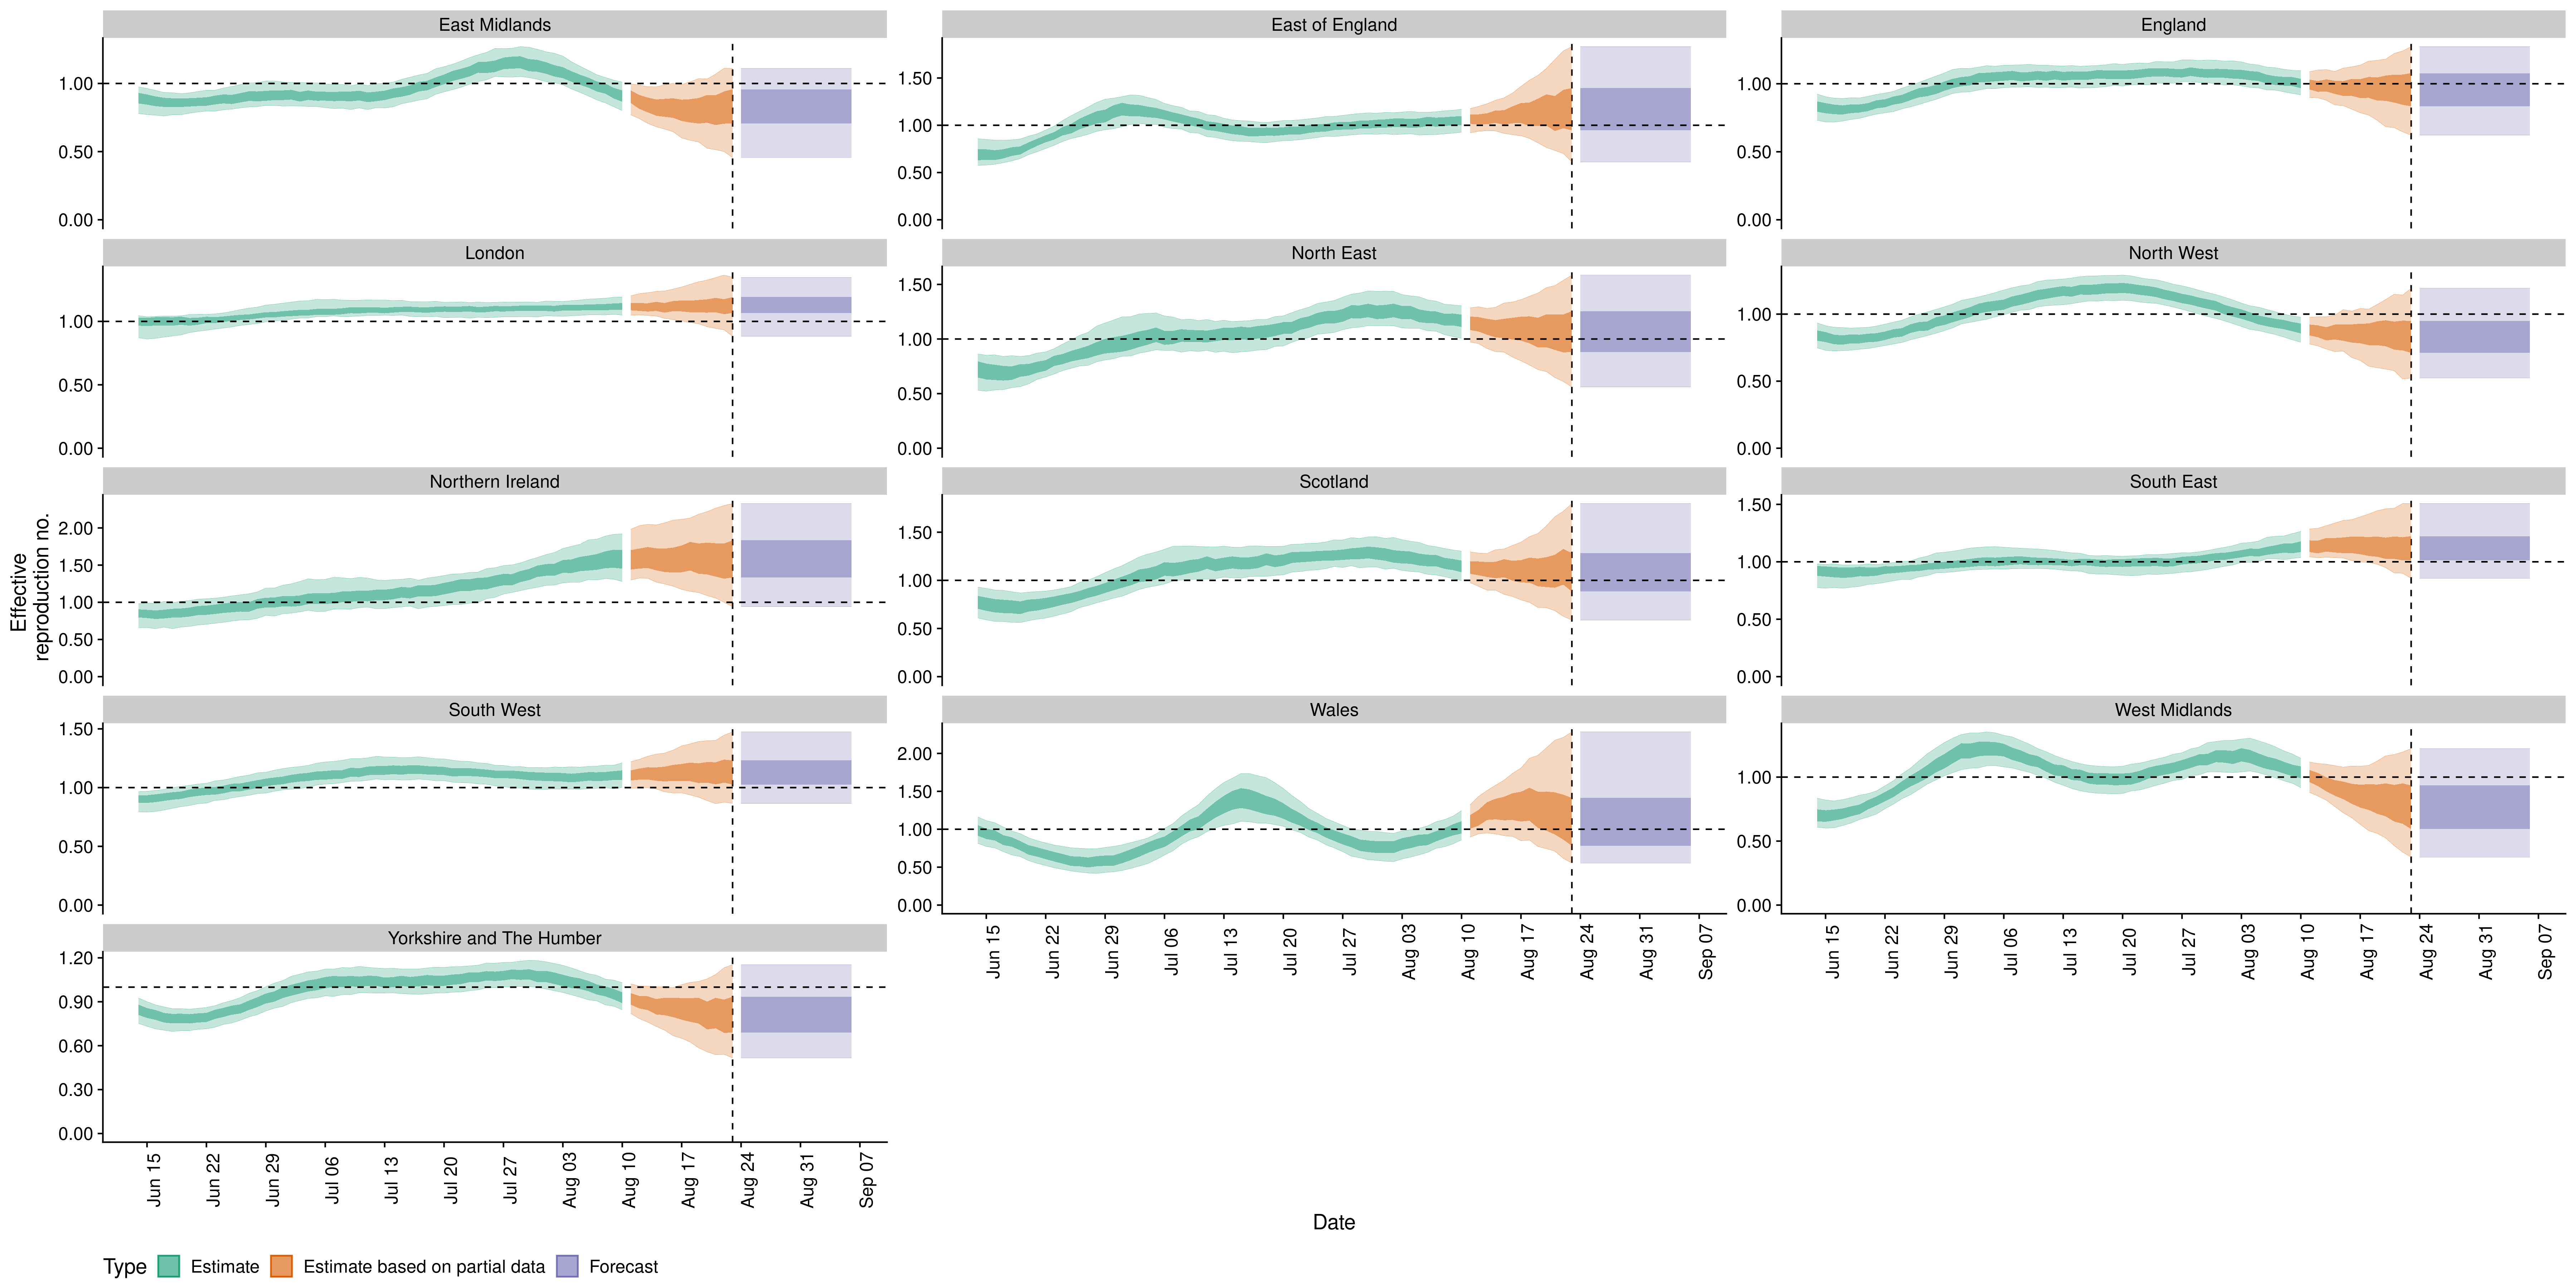 East Midlands
East of England
England
1.00
0.50
0.00
1.50
1.00
0.50
0.00
1.00
0.50
0.00
London
North East
North West
1.00
0.50
0.00
1.50
1.00
0.50
0.00
1.00
0.50
0.00
Northern Ireland
Scotland
South East
2.00
1.50
1.00
0.50
0.00
1.50
1.00
0.50
0.00
1.50
1.00
0.50
0.00
Effective
reproduction no.
South West
Wales
West Midlands
1.50
1.00
0.50
0.00
2.00
1.50
1.00
0.50
0.00
1.00
0.50
0.00
Jun 15 Jun 22 Jun 29 Jul 06 Jul 13 Jul 20 Jul 27 Aug 03 Aug 10 Aug 17 Aug 24 Aug 31 Sep 07
Jun 15 Jun 22 Jun 29 Jul 06 Jul 13 Jul 20 Jul 27 Aug 03 Aug 10 Aug 17 Aug 24 Aug 31 Sep 07
Yorkshire and The Humber
1.20
0.90
0.60
0.30
0.00
Jun 15 Jun 22 Jun 29 Jul 06 Jul 13 Jul 20 Jul 27 Aug 03 Aug 10 Aug 17 Aug 24 Aug 31 Sep 07
Date
Type Estimate Estimate based on partial data Forecast